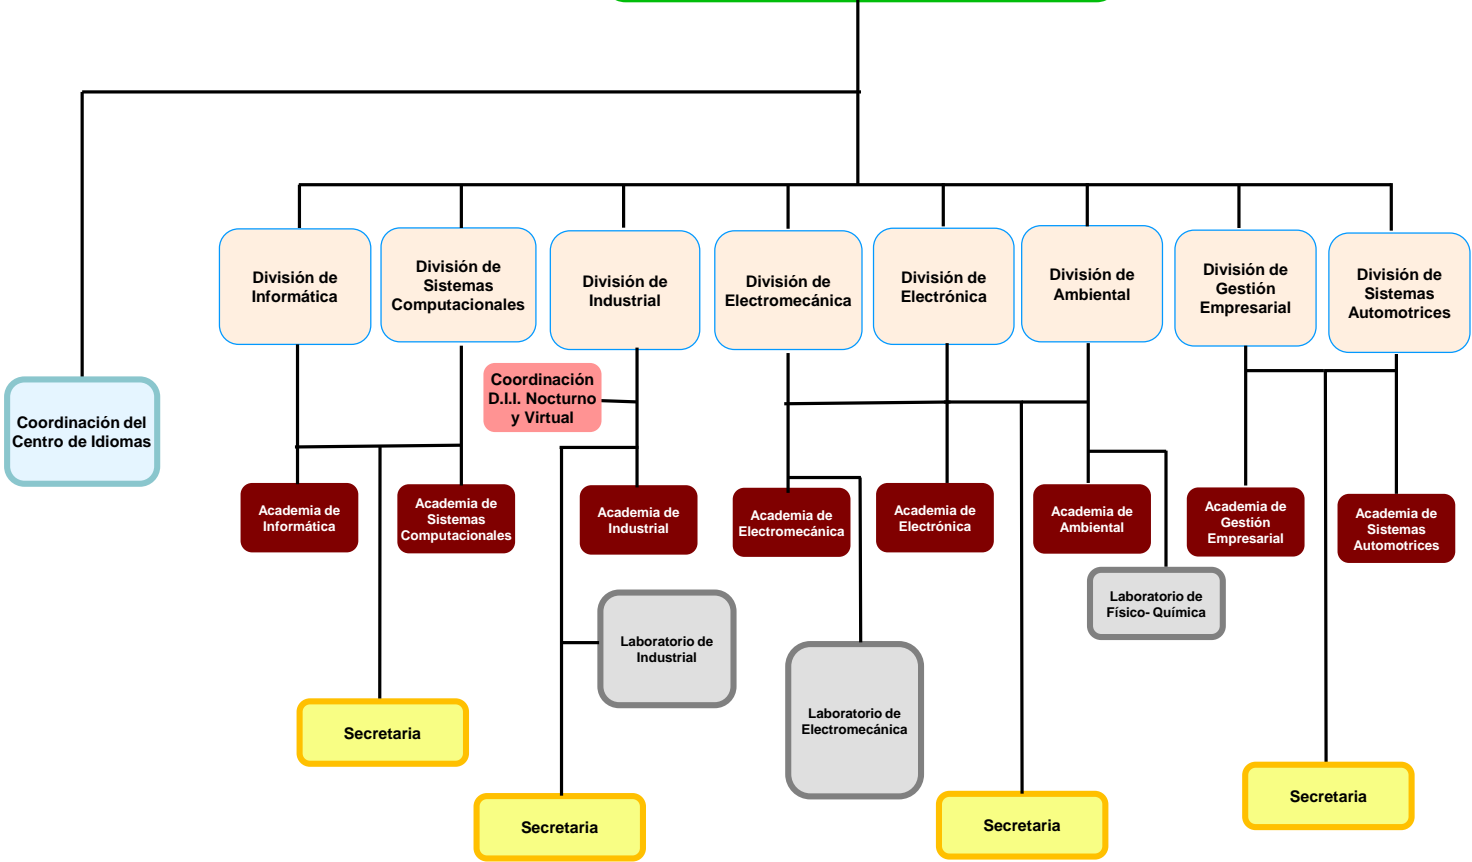 División de
Informática
División de
Sistemas
Computacionales
División de
Industrial
División de
Electromecánica
División de
Electrónica
División de
Ambiental
División de
Gestión
Empresarial
División de
Sistemas
Automotrices
Coordinación
D.I.I. Nocturno
y Virtual
Coordinación del
Centro de Idiomas
Academia de
Informática
Academia de
Sistemas
Computacionales
Academia de
Industrial
Academia de
Electromecánica
Academia de
Electrónica
Academia de
Ambiental
Academia de
Gestión
Empresarial
Academia de
Sistemas
Automotrices
Laboratorio de
Físico- Química
Laboratorio de
Industrial
Laboratorio de
Electromecánica
Secretaria
Secretaria
Secretaria
Secretaria